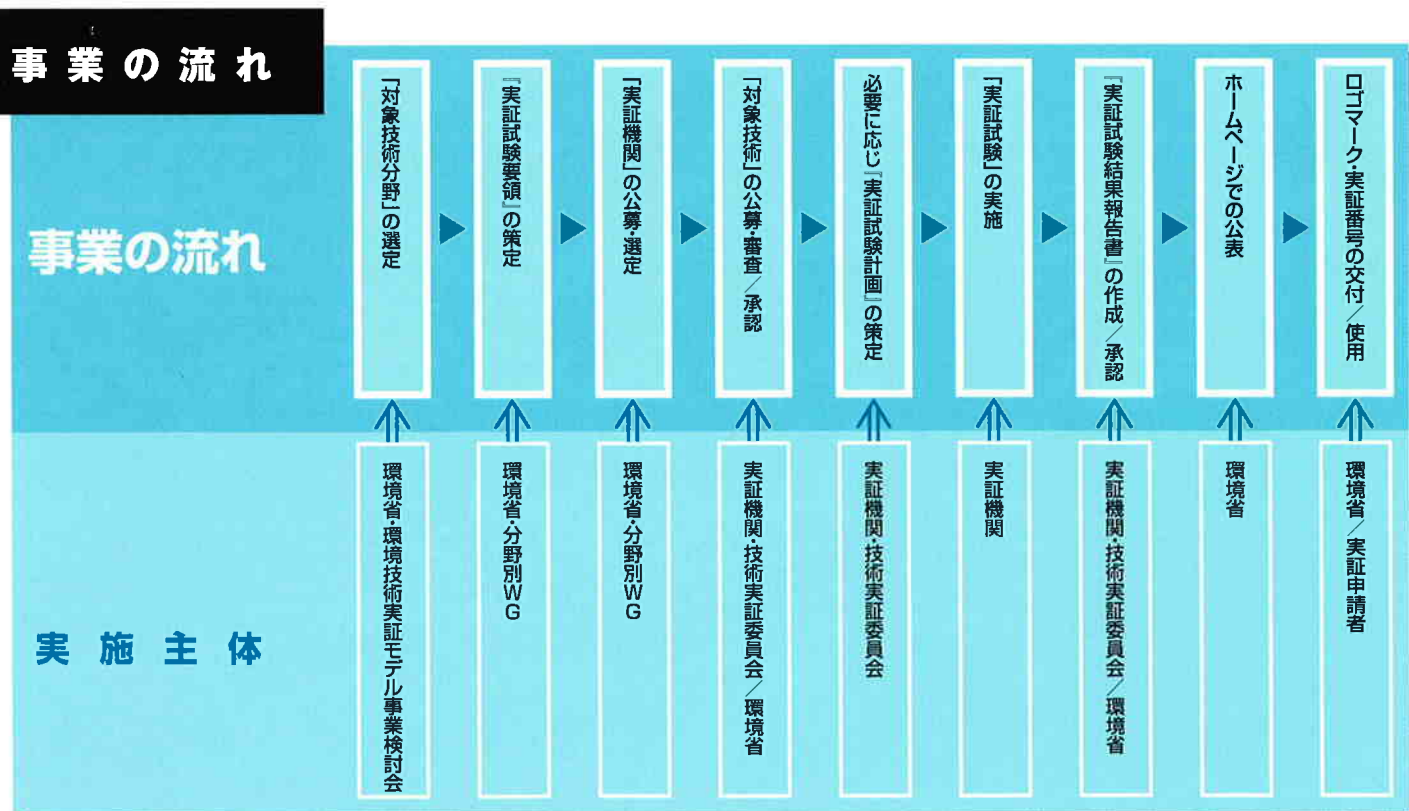 事業の流れ
事業の流れ
「対象技術分野」の選定
『実証試験要領』の策定
「実証機関」の公募・選定
「対象技術」の公募・審査／承認
必要に応じ『実証試験計画』の策定
「実証試験」の実施
『実証試験結果報告書』の作成／承認
ホームページでの公表
ロゴマーク・実証番号の交付／使用
実施主体
環境省・環境技術実証モデル事業検討会
環境省・分野別WG
環境省・分野別WG
実証機関・技術実証委員会／環境省
実証機関・技術実証委員会
実証機関
実証機関・技術実証委員会／環境省
環境省
環境省／実証申請者